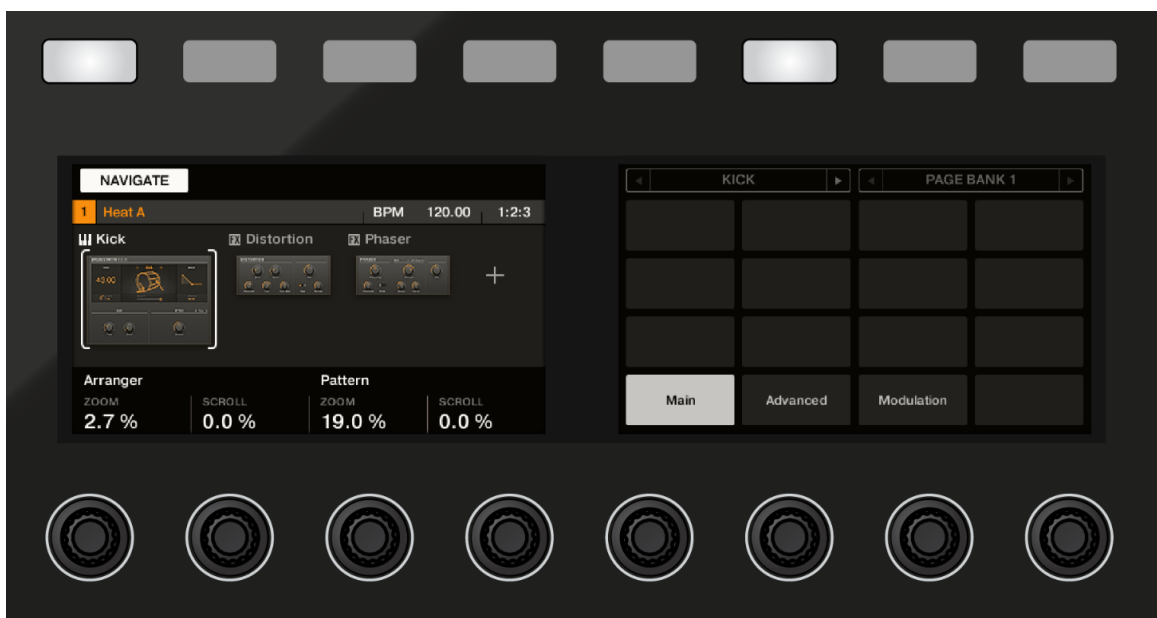 NAVIGATE
1 Heat A BPM 120.00 1:2:3
Kick Distortion Phaser
Arranger Pattern
ZOOM SCROLL ZOOM SCROLL
2.7 % 0.0 % 19.0 % 0.0 %
KICK PAGE BANK 1
Main Advanced Modulation